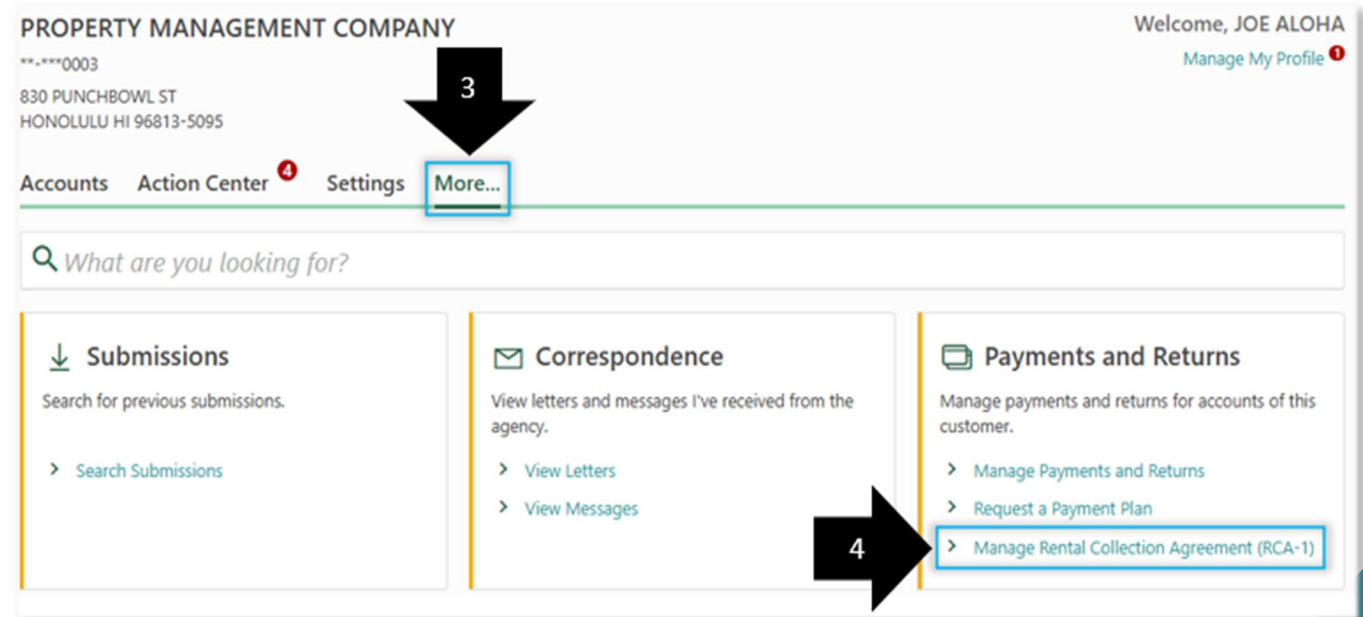 PROPERTY MANAGEMENT COMPANY
Welcome, JOE ALOHA
**-***0003
Manage My Profile 1
830 PUNCHBOWL ST
HONOLULU HI 96813-5095
3
Accounts Action Center 4 Settings More...
What are you looking for?
Submissions
Search for previous submissions.
Search Submissions
Correspondence
View letters and messages I've received from the
agency.
View Letters
View Messages
Payments and Returns
Manage payments and returns for accounts of this
customer.
Manage Payments and Returns
Request a Payment Plan
4
Manage Rental Collection Agreement (RCA-1)